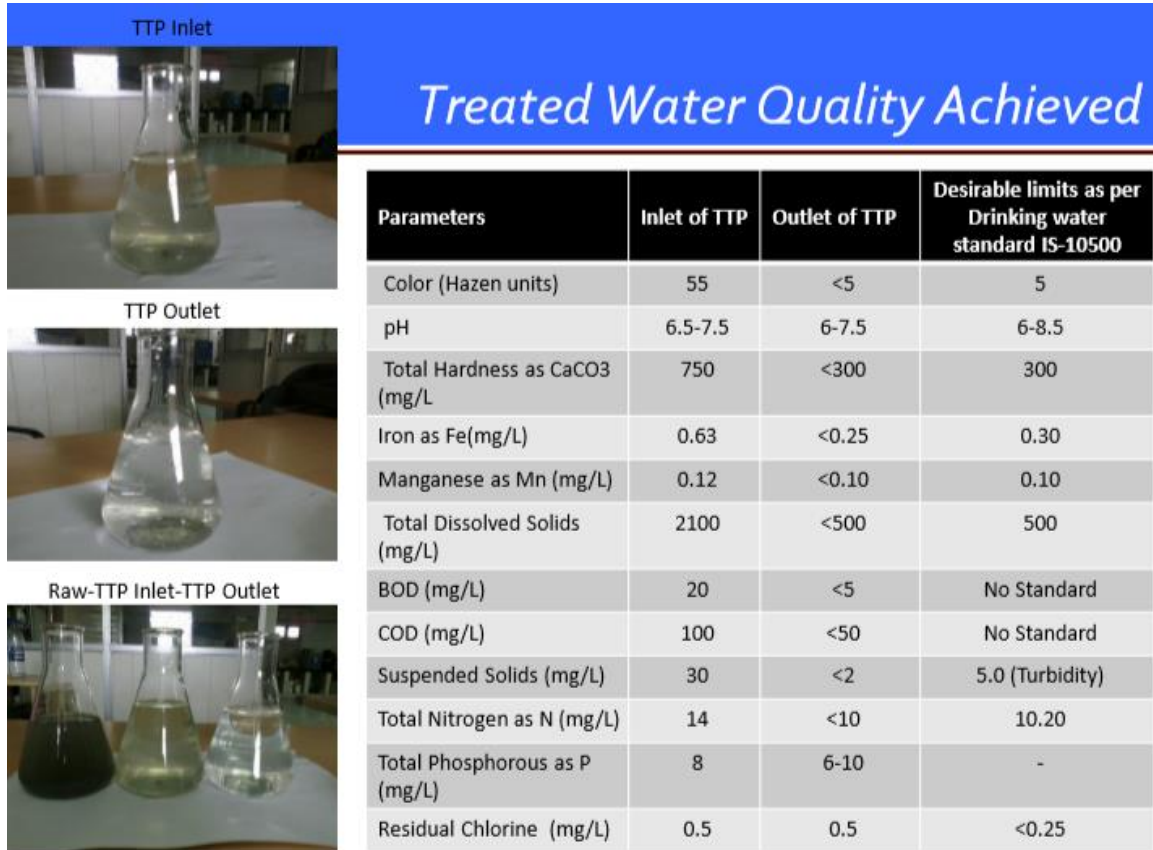 TTP Inlet
Treated Water Quality Achieved
TTP Outlet
Raw-TTP Inlet-TTP Outlet
Parameters Inlet of TTP Outlet of TTP Desirable limits as per
Drinking water
standard IS-10500
Color (Hazen units) 55 <5 5
pH 6.5-7.5 6-7.5 6-8.5
Total Hardness as CaCO3 750 <300 300
(mg/L
Iron as Fe(mg/L) 0.63 <0.25 0.30
Manganese as Mn (mg/L) 0.12 <0.10 0.10
Total Dissolved Solids 2100 <500 500
(mg/L)
BOD (mg/L) 20 <5 No Standard
COD (mg/L) 100 <50 No Standard
Suspended Solids (mg/L) 30 <2 5.0 (Turbidity)
Total Nitrogen as N (mg/L) 14 <10 10.20
Total Phosphorous as P 8 6-10 -
(mg/L)
Residual Chlorine (mg/L) 0.5 0.5 <0.25